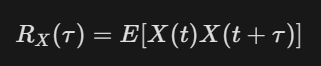 R_X(τ) = E[X(t)X(t + τ)]